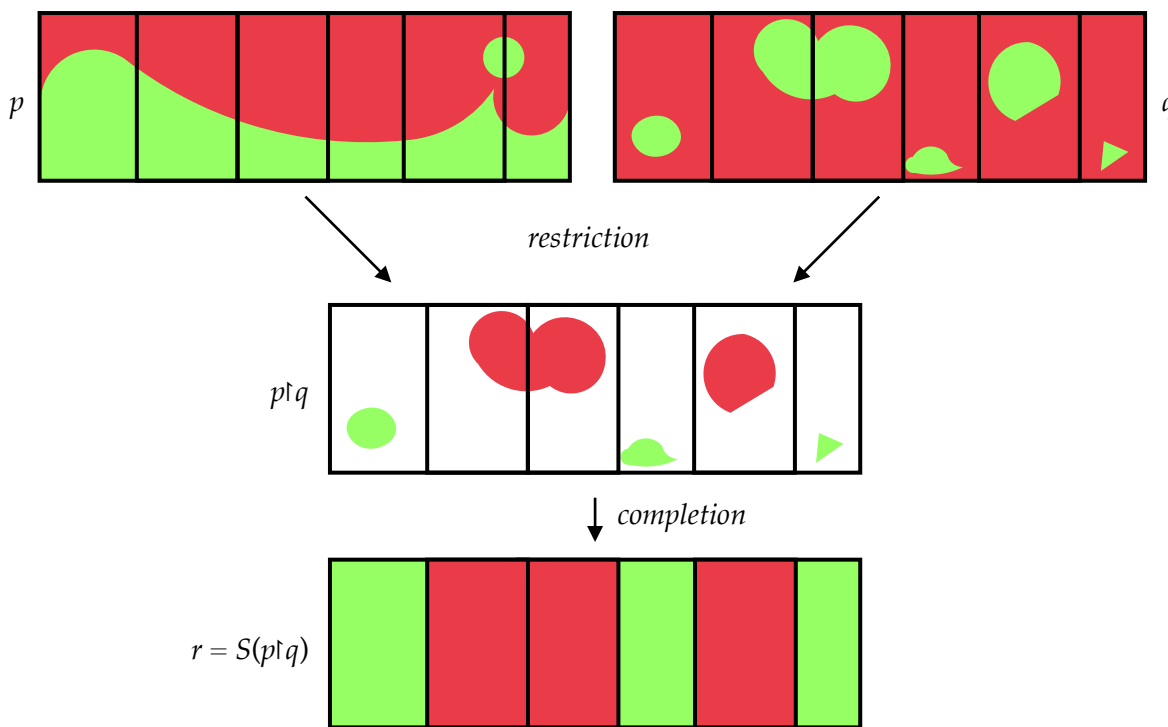 p
restriction
p↾q
completion
r = S(p↾q)